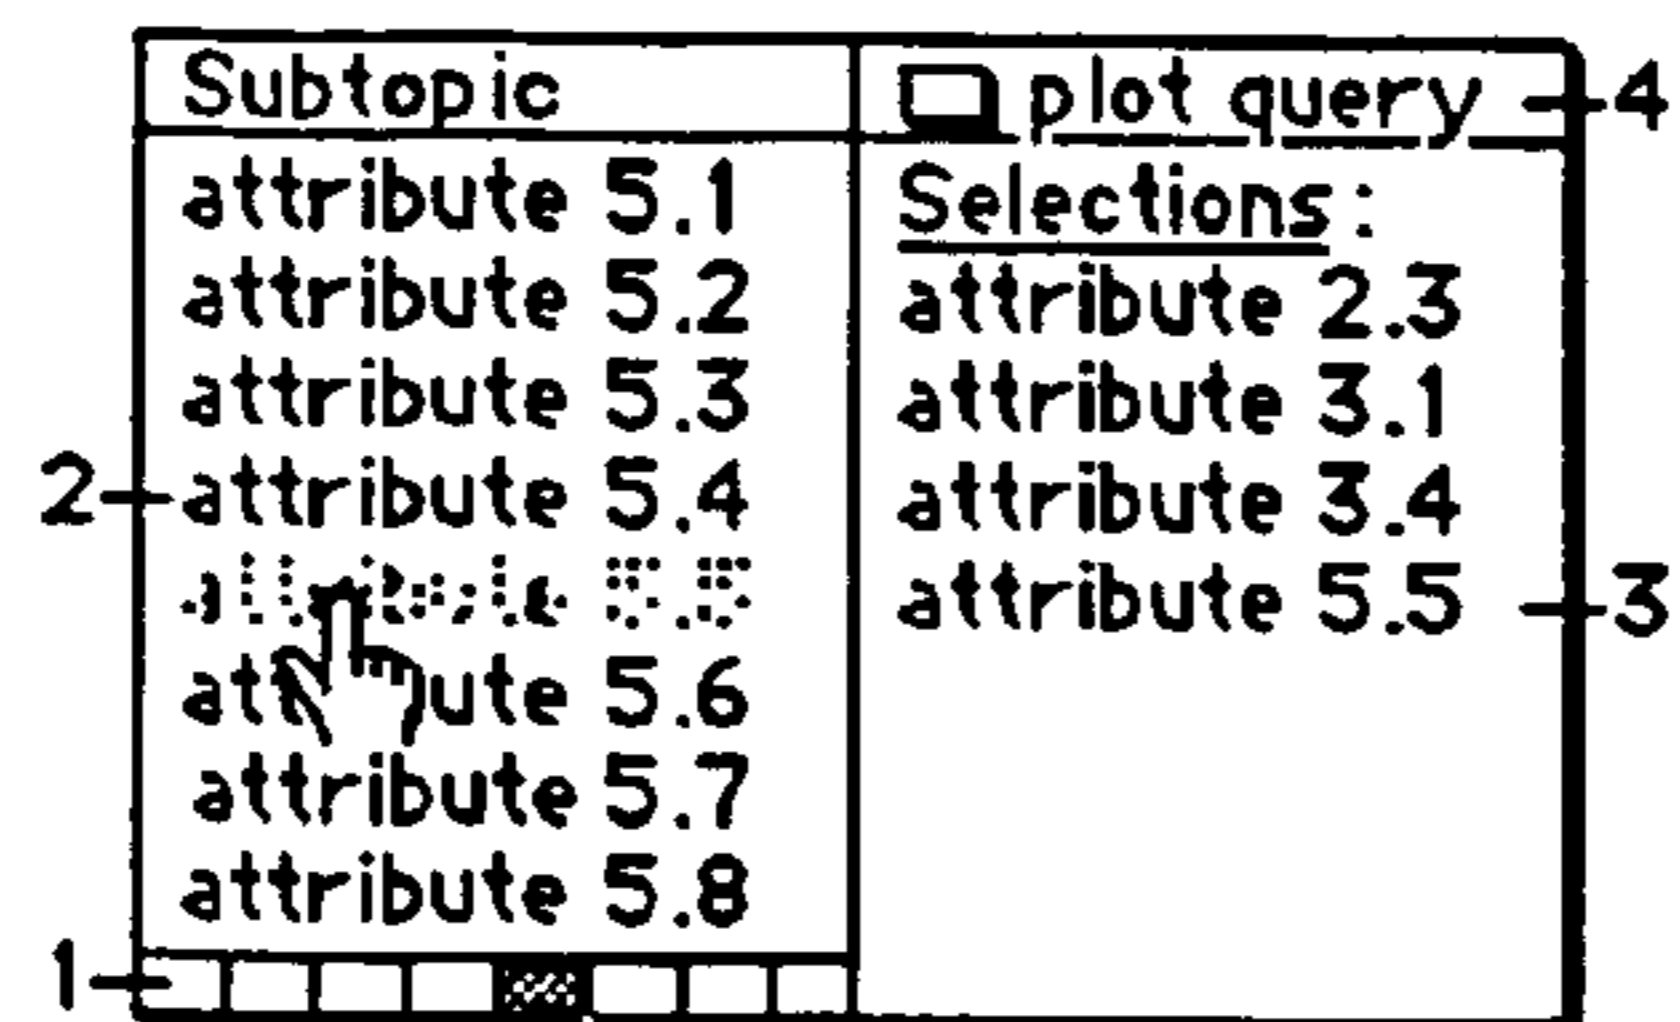 Subtopic
plot query
4
attribute 5.1
attribute 5.2
attribute 5.3
2
attribute 5.4
attribute 5.5
attribute 5.7
attribute 5.8
1
Selections:
attribute 2.3
attribute 3.1
attribute 3.4
attribute 5.5
3